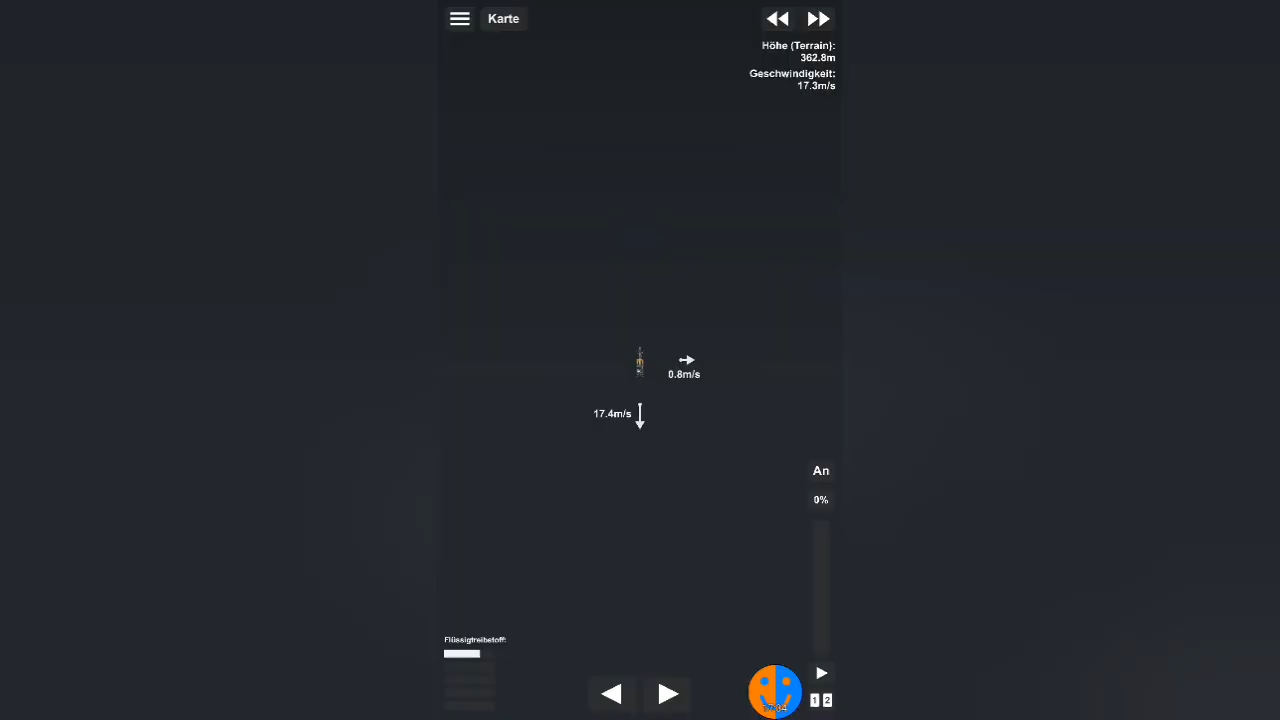 Karte
Höhe (Terrain):
362.8m
Geschwindigkeit:
17.3m/s
0.8m/s
17.4m/s
An
0%
Flüssigtreibstoff:
1 2